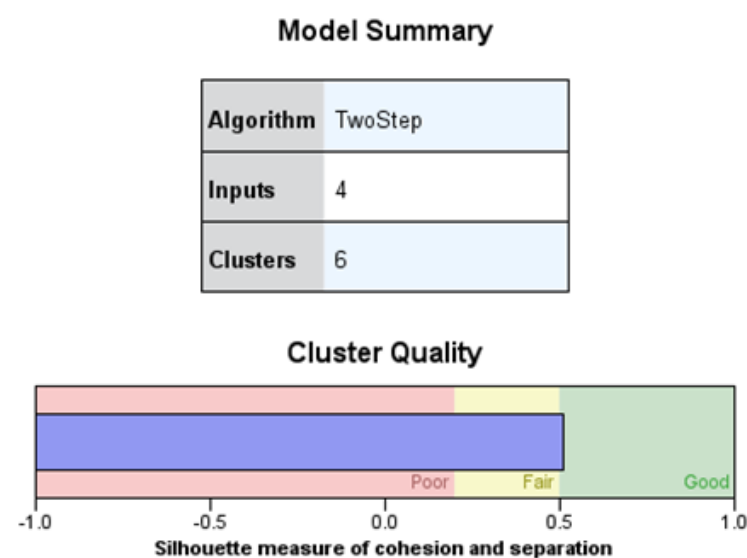 Model Summary
Algorithm TwoStep
Inputs 4
Clusters 6
Cluster Quality
Poor Fair Good
-1.0 -0.5 0.0 0.5 1.0
Silhouette measure of cohesion and separation